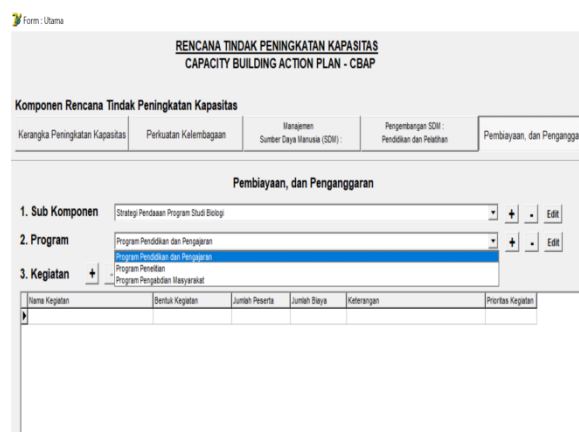 Form : Utama
RENCANA TINDAK PENINGKATAN KAPASITAS
CAPACITY BUILDING ACTION PLAN - CBAP
Komponen Rencana Tindak Peningkatan Kapasitas
Kerangka Peningkatan Kapasitas
Perkuatan Kelembagaan
Manajemen
Sumber Daya Manusia (SDM) :
Pengembangan SDM :
Pendidikan dan Pelatihan
Pembiayaan, dan Pengangga
Pembiayaan, dan Penganggaran
1. Sub Komponen Strategi Pendaaan Program Studi Biologi + - Edit
2. Program Program Pendidikan dan Pengajaran + - Edit
Program Pendidikan dan Pengajaran
Program Penelitian
Program Pengabdian Masyarakat
3. Kegiatan + -
Nama Kegiatan Bentuk Kegiatan Jumlah Peserta Jumlah Biaya Keterangan Prioritas Kegiatan